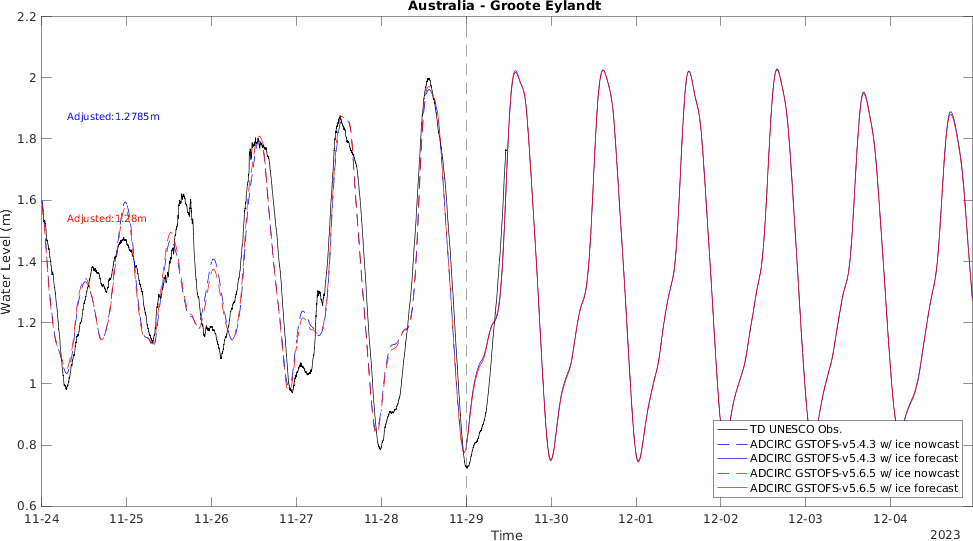 Australia - Groote Eylandt
2.2
2
1.8
1.6
1.4
1.2
1
0.8
0.6
Water Level (m)
Adjusted:1.2785m
Adjusted:1.28m
TD UNESCO Obs.
ADCIRC GSTOFS-v5.4.3 w/ ice nowcast
ADCIRC GSTOFS-v5.4.3 w/ ice forecast
ADCIRC GSTOFS-v5.6.5 w/ ice nowcast
ADCIRC GSTOFS-v5.6.5 w/ ice forecast
11-24 11-25 11-26 11-27 11-28 11-29 11-30 12-01 12-02 12-03 12-04
Time
2023